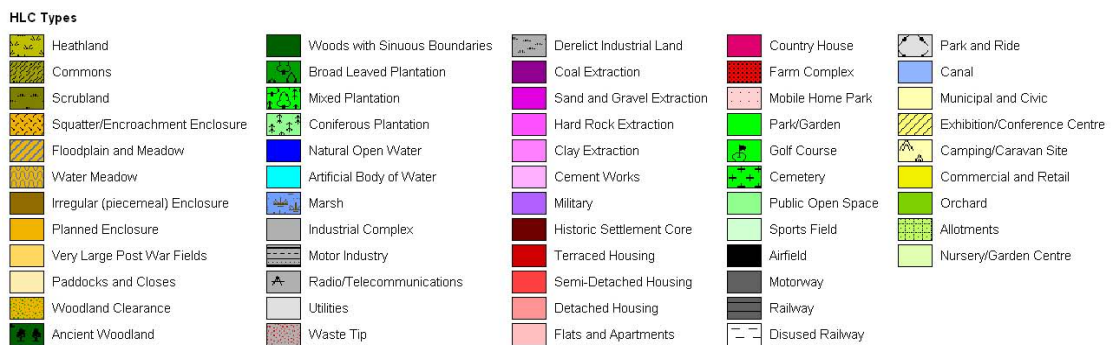 HLC Types
Heathland
Commons
Scrubland
Squatter/Encroachment Enclosure
Floodplain and Meadow
Water Meadow
Irregular (piecemeal) Enclosure
Planned Enclosure
Very Large Post War Fields
Paddocks and Closes
Woodland Clearance
Ancient Woodland
Woods with Sinuous Boundaries
Broad Leaved Plantation
Mixed Plantation
Coniferous Plantation
Natural Open Water
Artificial Body of Water
Marsh
Industrial Complex
Motor Industry
Radio/Telecommunications
Utilities
Waste Tip
Derelict Industrial Land
Coal Extraction
Sand and Gravel Extraction
Hard Rock Extraction
Clay Extraction
Cement Works
Military
Historic Settlement Core
Terraced Housing
Semi-Detached Housing
Detached Housing
Flats and Apartments
Country House
Farm Complex
Mobile Home Park
Park/Garden
Golf Course
Cemetery
Public Open Space
Sports Field
Airfield
Motorway
Railway
Disused Railway
Park and Ride
Canal
Municipal and Civic
Exhibition/Conference Centre
Camping/Caravan Site
Commercial and Retail
Orchard
Allotments
Nursery/Garden Centre